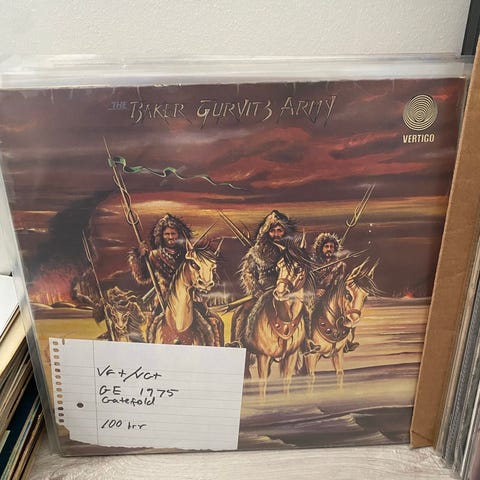 THE BAKER GURVITZ ARMY
VERTIGO
VG+/VG+
GE 1975
Gatefold
100 kr